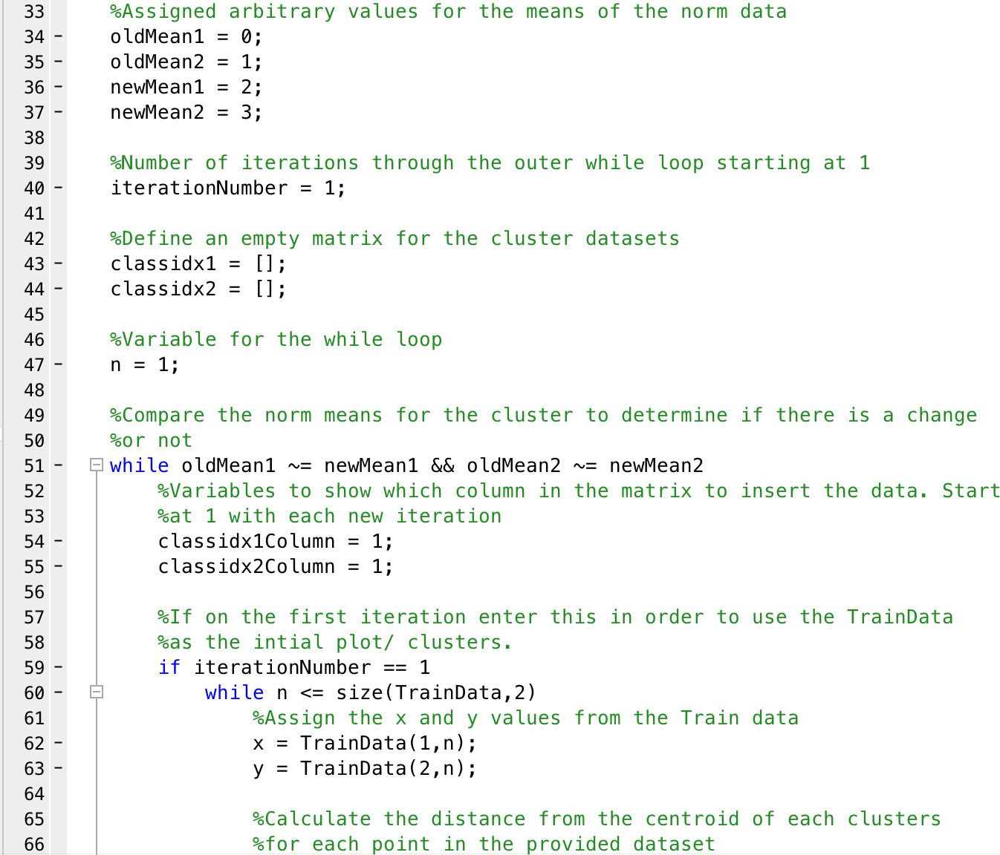 33 %Assigned arbitrary values for the means of the norm data
34 - oldMean1 = 0;
35 - oldMean2 = 1;
36 - newMean1 = 2;
37 - newMean2 = 3;
38
39 %Number of iterations through the outer while loop starting at 1
40 - iterationNumber = 1;
41
42 %Define an empty matrix for the cluster datasets
43 - classidx1 = [];
44 - classidx2 = [];
45
46 %Variable for the while loop
47 - n = 1;
48
49 %Compare the norm means for the cluster to determine if there is a change
50 %or not
51 - while oldMean1 ~= newMean1 && oldMean2 ~= newMean2
52 %Variables to show which column in the matrix to insert the data. Start
53 %at 1 with each new iteration
54 - classidx1Column = 1;
55 - classidx2Column = 1;
56
57 %If on the first iteration enter this in order to use the TrainData
58 %as the intial plot/ clusters.
59 - if iterationNumber == 1
60 - while n <= size(TrainData,2)
61 %Assign the x and y values from the Train data
62 - x = TrainData(1,n);
63 - y = TrainData(2,n);
64
65 %Calculate the distance from the centroid of each clusters
66 %for each point in the provided dataset